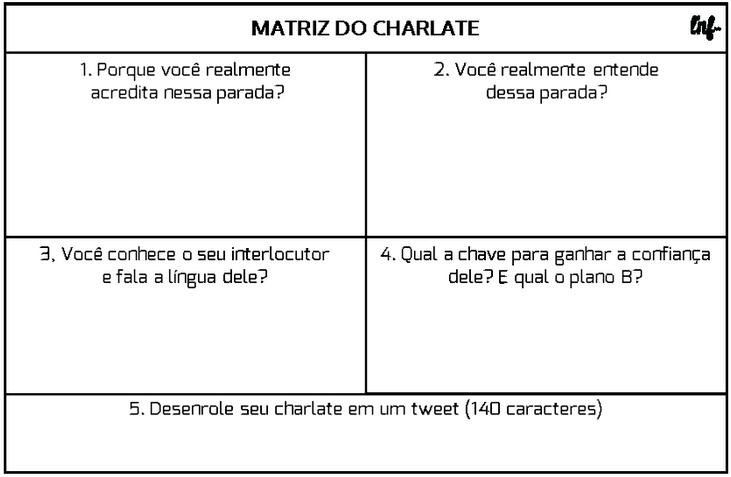 MATRIZ DO CHARLATE
lnf
1. Porque você realmente
acredita nessa parada?
2. Você realmente entende
dessa parada?
3, Você conhece o seu interlocutor
e fala a língua dele?
4. Qual a chave para ganhar a confiança
dele? E qual o plano B?
5. Desenrole seu charlate em um tweet (140 caracteres)